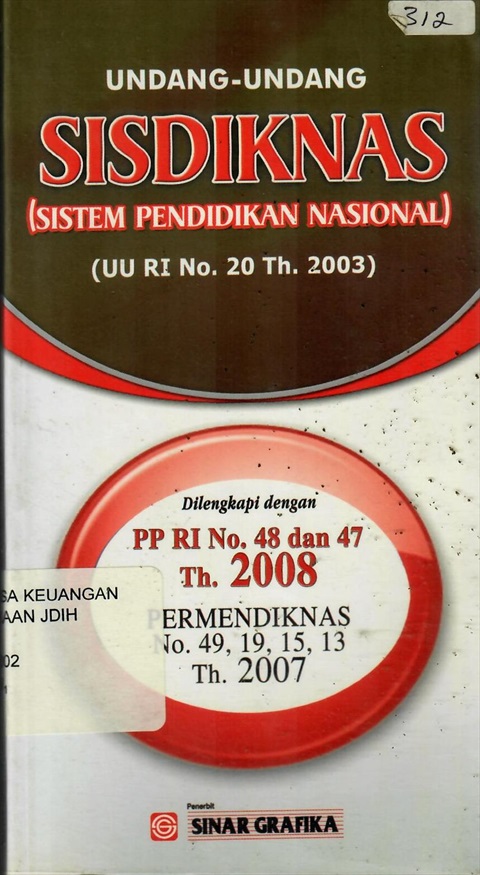 312
UNDANG-UNDANG
SISDIKNAS
(SISTEM PENDIDIKAN NASIONAL)
(UU RI No. 20 Th. 2003)
Dilengkapi dengan
PP RI No. 48 dan 47
Th. 2008
PERMENDIKNAS
No. 49, 19, 15, 13
Th. 2007
SA KEUANGAN
AAN JDIH
02
Penerbit
SINAR GRAFIKA